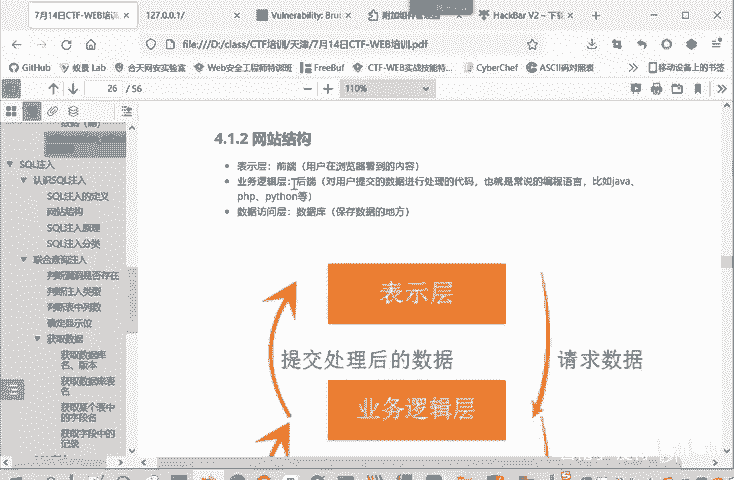 7月14日CTF-WEB培训
127.0.0.1/
Vulnerability: Bru
HackBar V2 – 下
file:///D:/class/CTF培训/天津/7月14日CTF-WEB培训.pdf
GitHub
蚁景 Lab
合天网安实验室
Web安全工程师特训班
FreeBuf
CTF-WEB实战技能特...
CyberChef
ASCII码对照表
移动设备上的书签
26 / 56
110%
SQL注入
认识SQL注入
SQL注入的定义
网站结构
SQL注入原理
SQL注入分类
联合查询注入
判断漏洞是否存在
判断注入类型
判断表中列数
确定显示位
获取数据
获取数据库
名、版本
获取数据库表
名
获取某个表中
的字段名
获取字段中的
记录
4.1.2 网站结构
表示层：前端（用户在浏览器看到的内容）
业务逻辑层：后端（对用户提交的数据进行处理的代码，也就是常说的编程语言，比如java、
php、python等）
数据访问层：数据库（保存数据的地方）
表示层
提交处理后的数据
请求数据
业务逻辑层